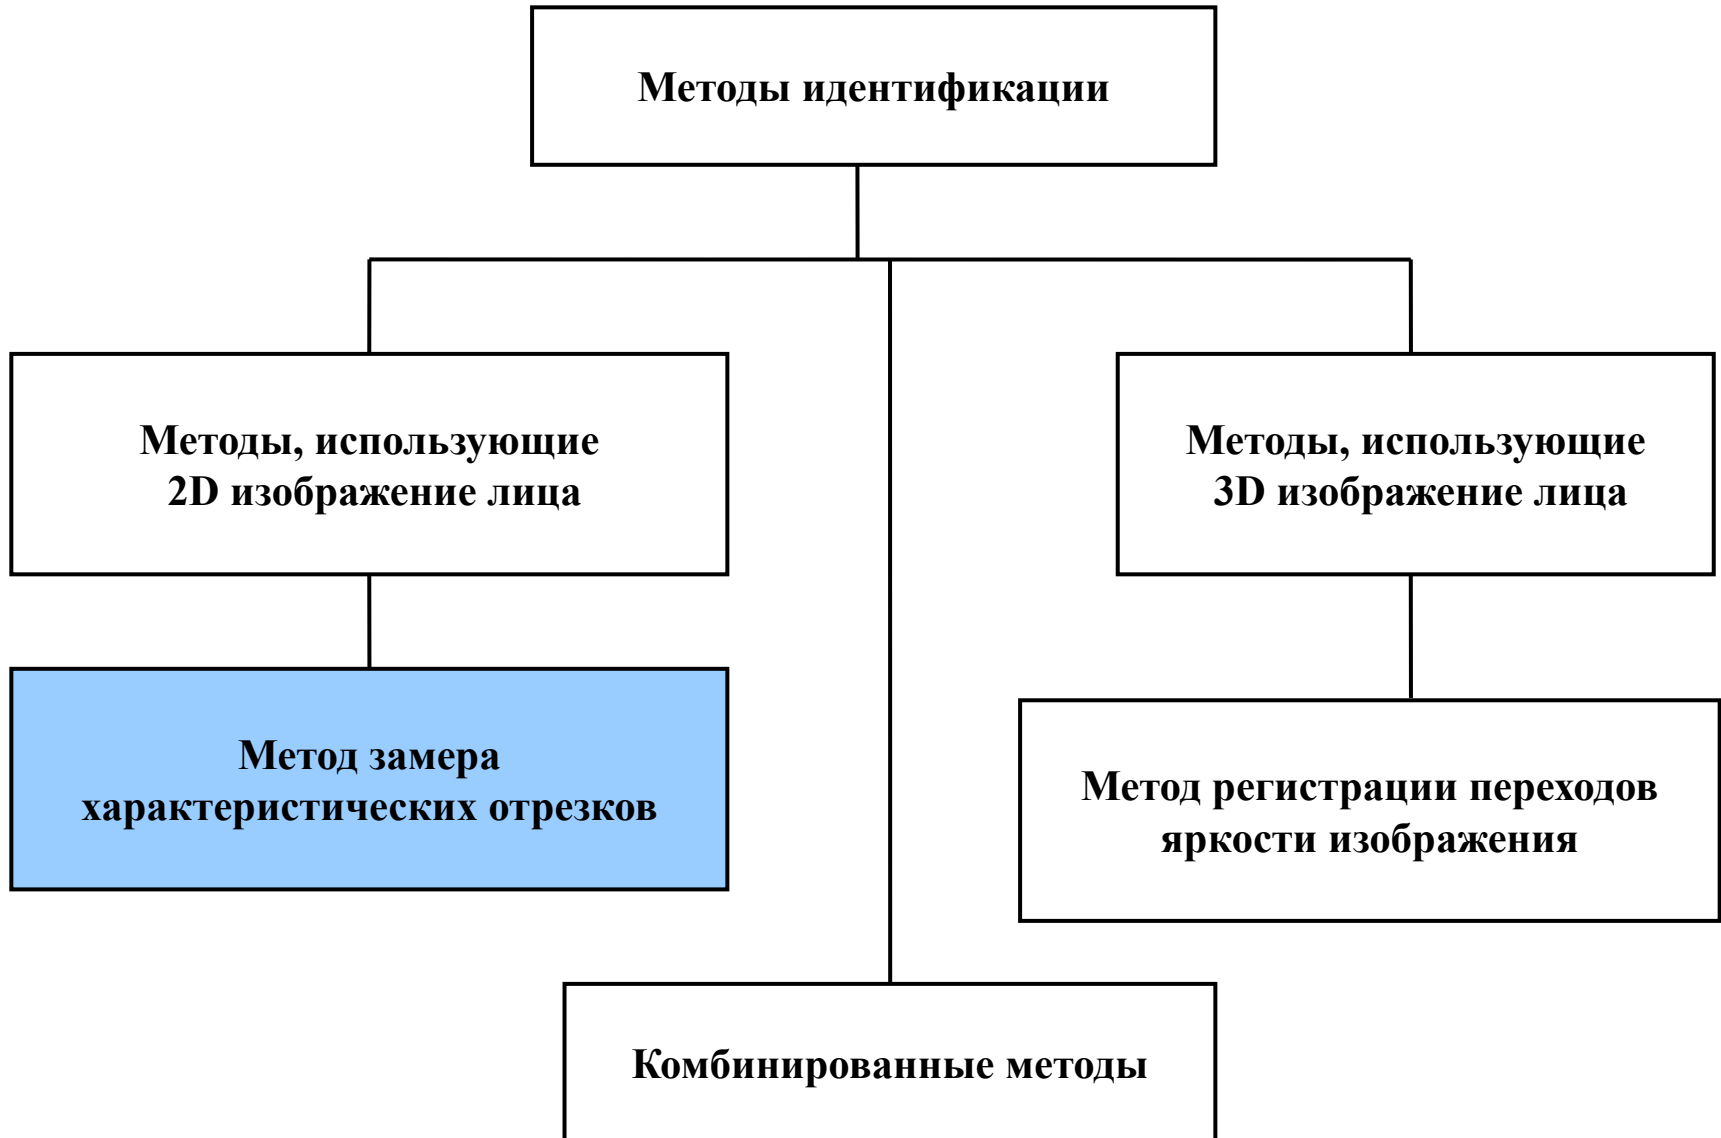 Методы идентификации
Методы, использующие
2D изображение лица
Методы, использующие
3D изображение лица
Метод замера
характеристических отрезков
Метод регистрации переходов
яркости изображения
Комбинированные методы